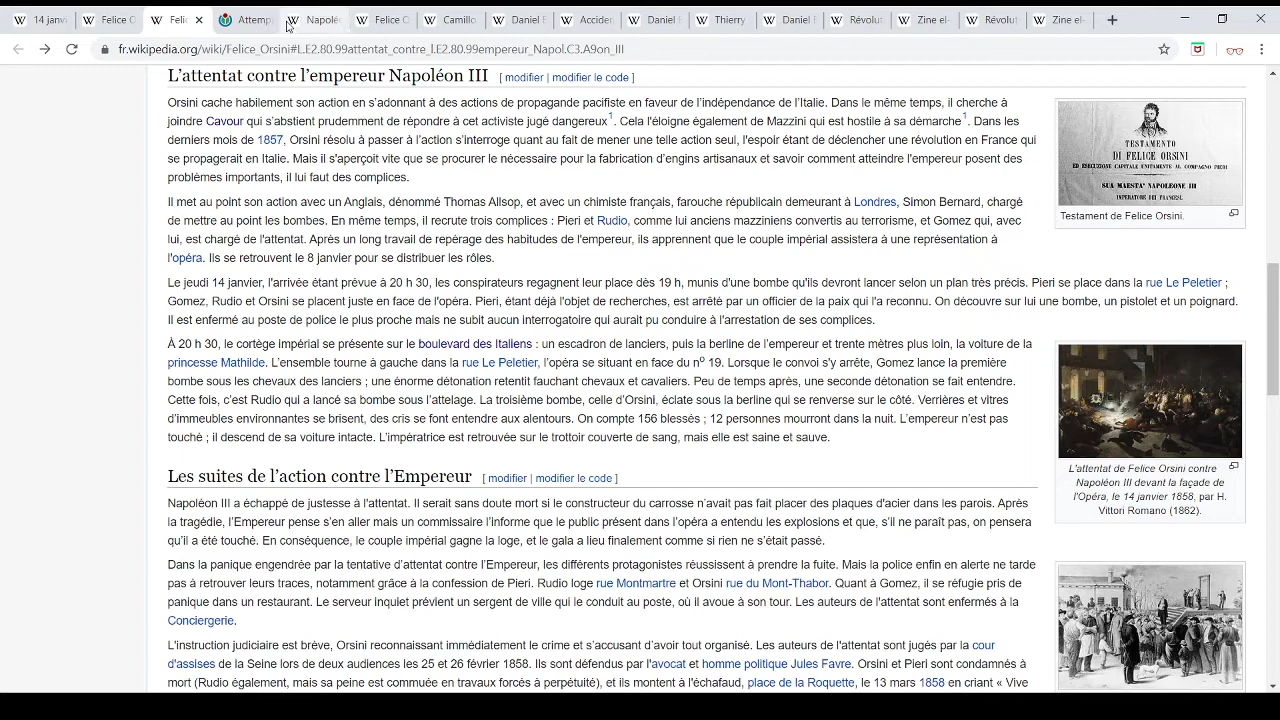 14 janvi
Felice O
Felic
Attemp
Napoléo
Felice O
Camillo
Daniel B
Acciden
Daniel B
Thierry
Daniel B
Révolut
Zine el-
Révolut
Zine el-
fr.wikipedia.org/wiki/Felice_Orsini#L.E2.80.99attentat_contre_l.E2.80.99empereur_Napol.C3.A9on_III
L’attentat contre l’empereur Napoléon III [ modifier | modifier le code ]
Orsini cache habilement son action en s’adonnant à des actions de propagande pacifiste en faveur de l’indépendance de l’Italie. Dans le même temps, il cherche à
joindre Cavour qui s’abstient prudemment de répondre à cet activiste jugé dangereux1. Cela l'éloigne également de Mazzini qui est hostile à sa démarche1. Dans les
derniers mois de 1857, Orsini résolu à passer à l’action s’interroge quant au fait de mener une telle action seul, l'espoir étant de déclencher une révolution en France qui
se propagerait en Italie. Mais il s'aperçoit vite que se procurer le nécessaire pour la fabrication d’engins artisanaux et savoir comment atteindre l’empereur posent des
problèmes importants, il lui faut des complices.
TESTAMENTO
DI FELICE ORSINI
ED ESECUZIONE CAPITALE UNITAMENTE AL COMPAGNO PIERI
SUA MAESTA' NAPOLEONE III
IMPERATORE DEI FRANCESI.
Testament de Felice Orsini.
Il met au point son action avec un Anglais, dénommé Thomas Allsop, et avec un chimiste français, farouche républicain demeurant à Londres, Simon Bernard, chargé
de mettre au point les bombes. En même temps, il recrute trois complices : Pieri et Rudio, comme lui anciens mazziniens convertis au terrorisme, et Gomez qui, avec
lui, est chargé de l'attentat. Après un long travail de repérage des habitudes de l'empereur, ils apprennent que le couple impérial assistera à une représentation à
l'opéra. Ils se retrouvent le 8 janvier pour se distribuer les rôles.
Le jeudi 14 janvier, l'arrivée étant prévue à 20 h 30, les conspirateurs regagnent leur place dès 19 h, munis d'une bombe qu'ils devront lancer selon un plan très précis. Pieri se place dans la rue Le Peletier ;
Gomez, Rudio et Orsini se placent juste en face de l'opéra. Pieri, étant déjà l'objet de recherches, est arrêté par un officier de la paix qui l'a reconnu. On découvre sur lui une bombe, un pistolet et un poignard.
Il est enfermé au poste de police le plus proche mais ne subit aucun interrogatoire qui aurait pu conduire à l'arrestation de ses complices.
À 20 h 30, le cortège impérial se présente sur le boulevard des Italiens : un escadron de lanciers, puis la berline de l’empereur et trente mètres plus loin, la voiture de la
princesse Mathilde. L’ensemble tourne à gauche dans la rue Le Peletier, l’opéra se situant en face du no 19. Lorsque le convoi s'y arrête, Gomez lance la première
bombe sous les chevaux des lanciers ; une énorme détonation retentit fauchant chevaux et cavaliers. Peu de temps après, une seconde détonation se fait entendre.
Cette fois, c’est Rudio qui a lancé sa bombe sous l’attelage. La troisième bombe, celle d’Orsini, éclate sous la berline qui se renverse sur le côté. Verrières et vitres
d’immeubles environnantes se brisent, des cris se font entendre aux alentours. On compte 156 blessés ; 12 personnes mourront dans la nuit. L’empereur n’est pas
touché ; il descend de sa voiture intacte. L’impératrice est retrouvée sur le trottoir couverte de sang, mais elle est saine et sauve.
L'attentat de Felice Orsini contre
Napoléon III devant la façade de
l'Opéra, le 14 janvier 1858, par H.
Vittori Romano (1862).
Les suites de l’action contre l’Empereur [ modifier | modifier le code ]
Napoléon III a échappé de justesse à l'attentat. Il serait sans doute mort si le constructeur du carrosse n’avait pas fait placer des plaques d'acier dans les parois. Après
la tragédie, l’Empereur pense s’en aller mais un commissaire l’informe que le public présent dans l’opéra a entendu les explosions et que, s’il ne paraît pas, on pensera
qu’il a été touché. En conséquence, le couple impérial gagne la loge, et le gala a lieu finalement comme si rien ne s’était passé.
Dans la panique engendrée par la tentative d’attentat contre l’Empereur, les différents protagonistes réussissent à prendre la fuite. Mais la police enfin en alerte ne tarde
pas à retrouver leurs traces, notamment grâce à la confession de Pieri. Rudio loge rue Montmartre et Orsini rue du Mont-Thabor. Quant à Gomez, il se réfugie pris de
panique dans un restaurant. Le serveur inquiet prévient un sergent de ville qui le conduit au poste, où il avoue à son tour. Les auteurs de l'attentat sont enfermés à la
Conciergerie.
L'instruction judiciaire est brève, Orsini reconnaissant immédiatement le crime et s’accusant d’avoir tout organisé. Les auteurs de l’attentat sont jugés par la cour
d'assises de la Seine lors de deux audiences les 25 et 26 février 1858. Ils sont défendus par l'avocat et homme politique Jules Favre. Orsini et Pieri sont condamnés à
mort (Rudio également, mais sa peine est commuée en travaux forcés à perpétuité), et ils montent à l'échafaud, place de la Roquette, le 13 mars 1858 en criant « Vive